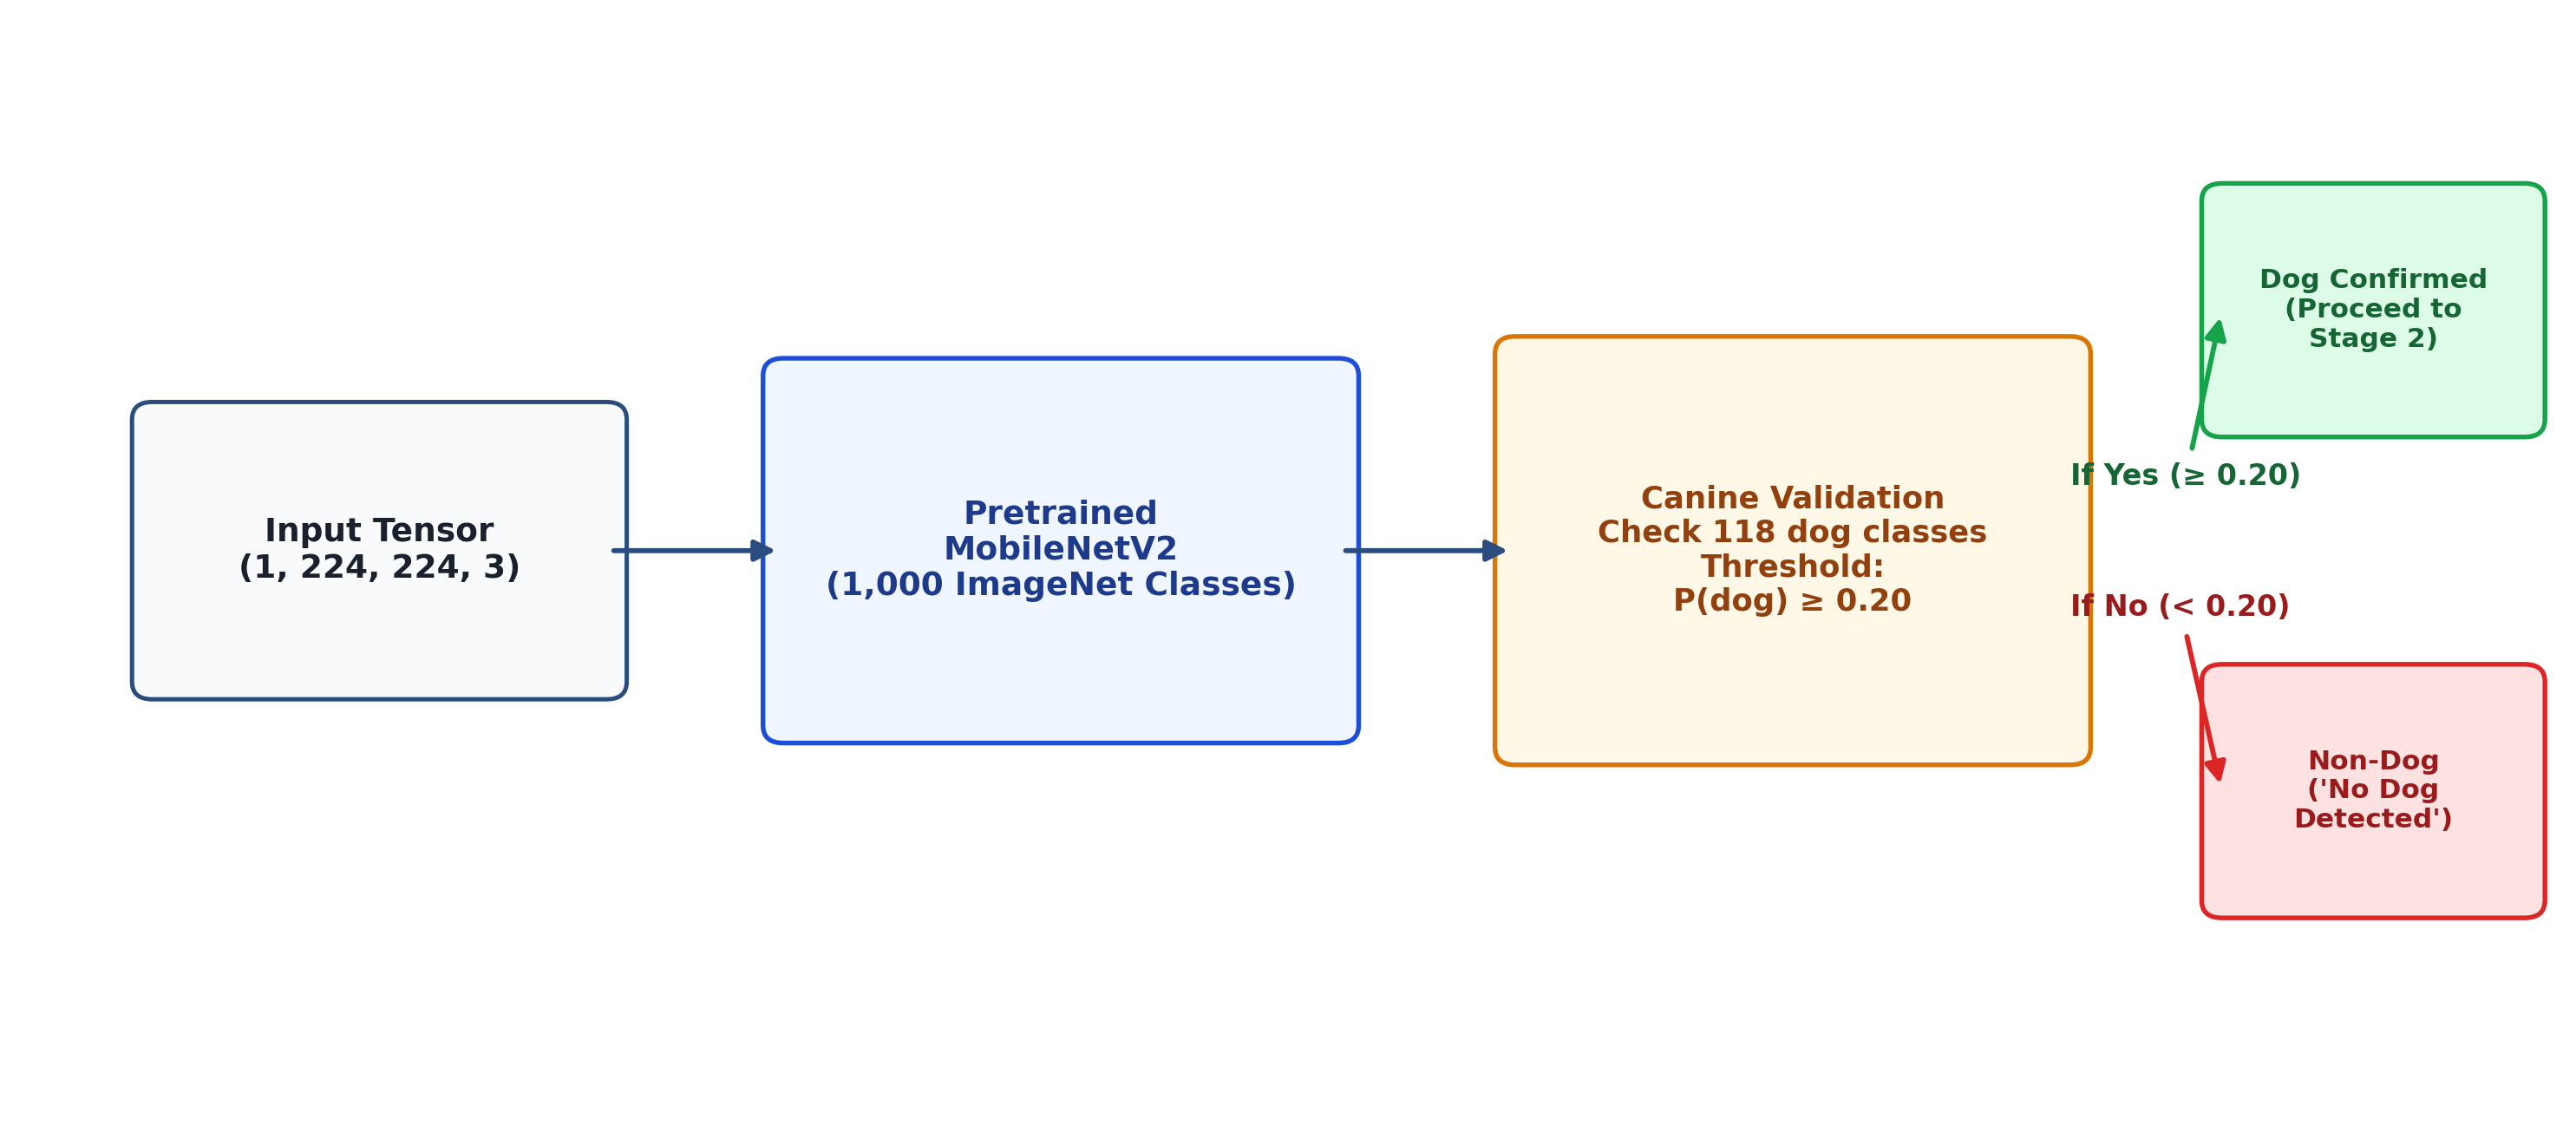 Input Tensor
(1, 224, 224, 3)
Pretrained
MobileNetV2
(1,000 ImageNet Classes)
Canine Validation
Check 118 dog classes
Threshold:
P(dog) ≥ 0.20
If Yes (≥ 0.20)
Dog Confirmed
(Proceed to
Stage 2)
If No (< 0.20)
Non-Dog
('No Dog
Detected')